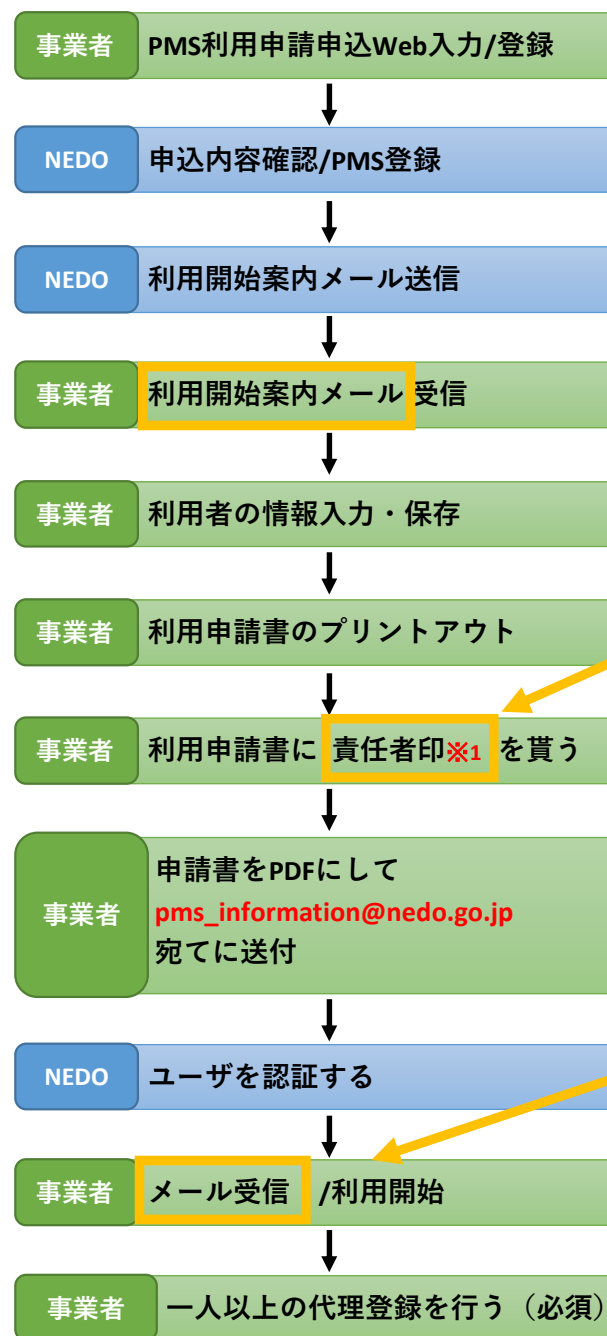 事業者 PMS利用申請申込Web入力/登録
NEDO 申込内容確認/PMS登録
NEDO 利用開始案内メール送信
事業者 利用開始案内メール 受信
事業者 利用者の情報入力・保存
事業者 利用申請書のプリントアウト
事業者 利用申請書に 責任者印※1 を貰う
申請書をPDFにして
事業者 pms_information@nedo.go.jp
宛てに送付
NEDO ユーザを認証する
事業者 メール受信 /利用開始
事業者 一人以上の代理登録を行う（必須）